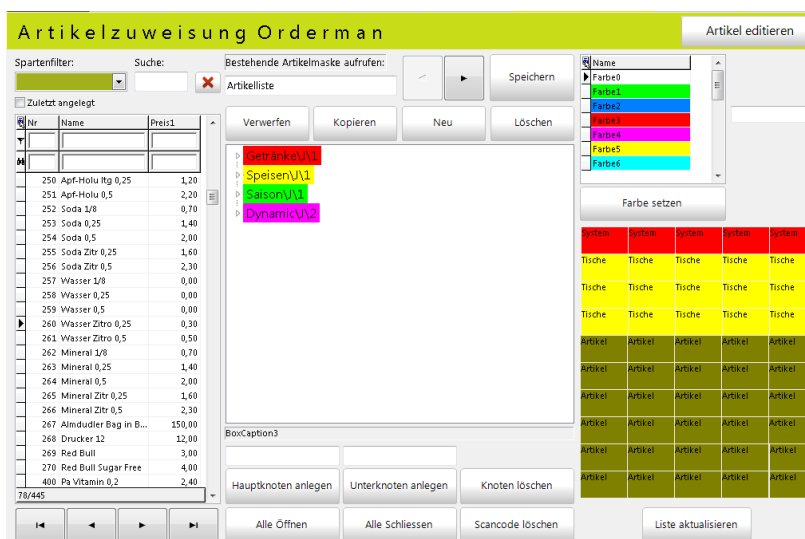 Artikelzuweisung Orderman
Artikel editieren
Spartenfilter:
Suche:
Zuletzt angelegt
Nr Name Preis1
250 Apf-Holu ltg 0,25 1,20
251 Apf-Holu 0,5 2,20
252 Soda 1/8 0,70
253 Soda 0,25 1,40
254 Soda 0,5 2,00
255 Soda Zitr 0,25 1,60
256 Soda Zitr 0,5 2,30
257 Wasser 1/8 0,00
258 Wasser 0,25 0,00
259 Wasser 0,5 0,00
260 Wasser Zitro 0,25 0,30
261 Wasser Zitro 0,5 0,50
262 Mineral 1/8 0,70
263 Mineral 0,25 1,40
264 Mineral 0,5 2,00
265 Mineral Zitr 0,25 1,60
266 Mineral Zitr 0,5 2,30
267 Almdudler Bag in B... 150,00
268 Drucker 12 12,00
269 Red Bull 3,00
270 Red Bull Sugar Free 4,00
400 Pa Vitamin 0,2 2,40
78/445
Bestehende Artikelmaske aufrufen:
Artikelliste
Speichern
Verwerfen Kopieren Neu Löschen
Getränke\J\1
Speisen\J\1
Saison\J\1
Dynamic\J\2
BoxCaption3
Hauptknoten anlegen Unterknoten anlegen Knoten löschen
Alle Öffnen Alle Schliessen Scancode löschen
Name
Farbe0
Farbe1
Farbe2
Farbe3
Farbe4
Farbe5
Farbe6
Farbe setzen
System System System System System
Tische Tische Tische Tische Tische
Tische Tische Tische Tische Tische
Tische Tische Tische Tische Tische
Artikel Artikel Artikel Artikel Artikel
Artikel Artikel Artikel Artikel Artikel
Artikel Artikel Artikel Artikel Artikel
Artikel Artikel Artikel Artikel Artikel
Artikel Artikel Artikel Artikel Artikel
Artikel Artikel Artikel Artikel Artikel
Liste aktualisieren